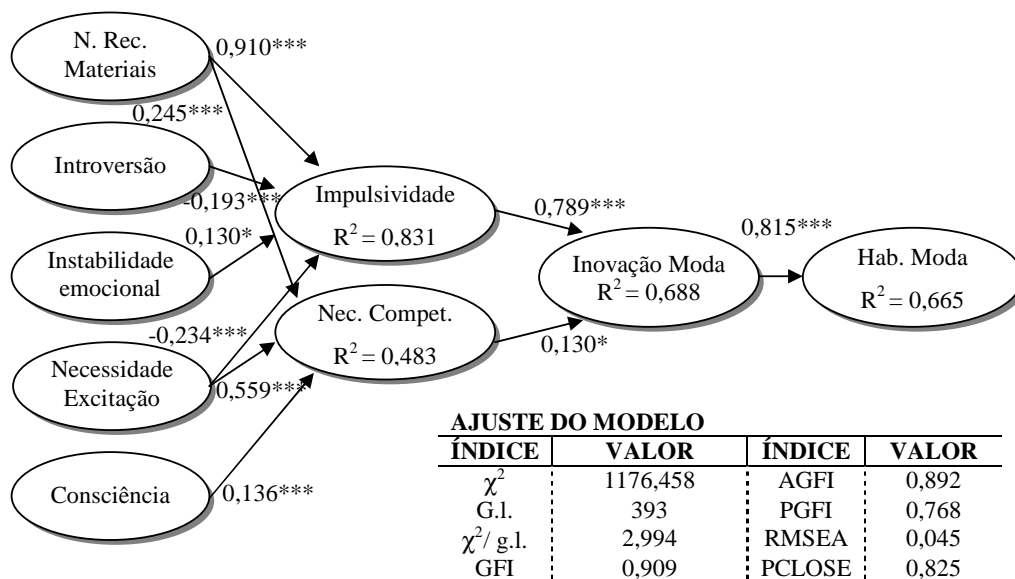 N. Rec.
Materiais
0,910***
0,245***
Introversão
-0,193***
Impulsividade
R² = 0,831
0,789***
Instabilidade
emocional
0,130*
Inovação Moda
R² = 0,688
0,815***
Hab. Moda
R² = 0,665
-0,234***
Nec. Compet.
R² = 0,483
0,130*
Necessidade
Excitação
0,559***
Consciência
0,136***
AJUSTE DO MODELO
ÍNDICE VALOR ÍNDICE VALOR
χ² 1176,458 AGFI 0,892
G.l. 393 PGFI 0,768
χ²/ g.l. 2,994 RMSEA 0,045
GFI 0,909 PCLOSE 0,825